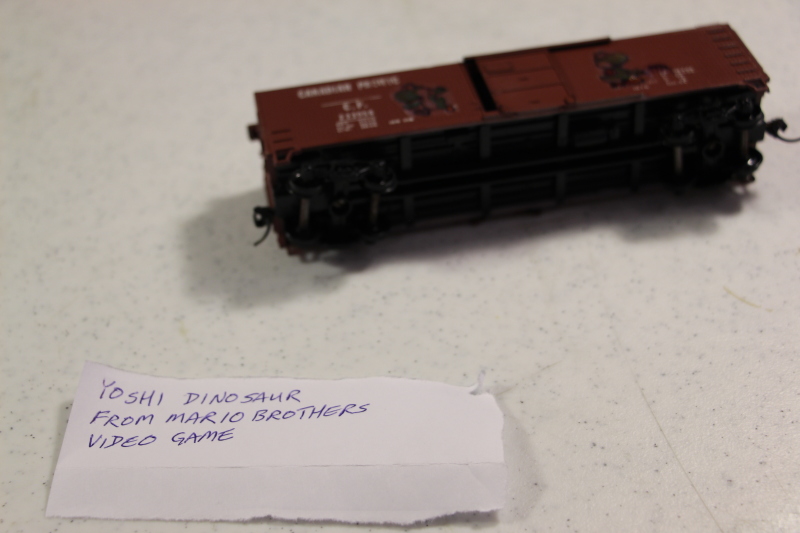 CANADIAN PACIFIC
C.P.
YOSHI DINOSAUR
FROM MARIO BROTHERS
VIDEO GAME